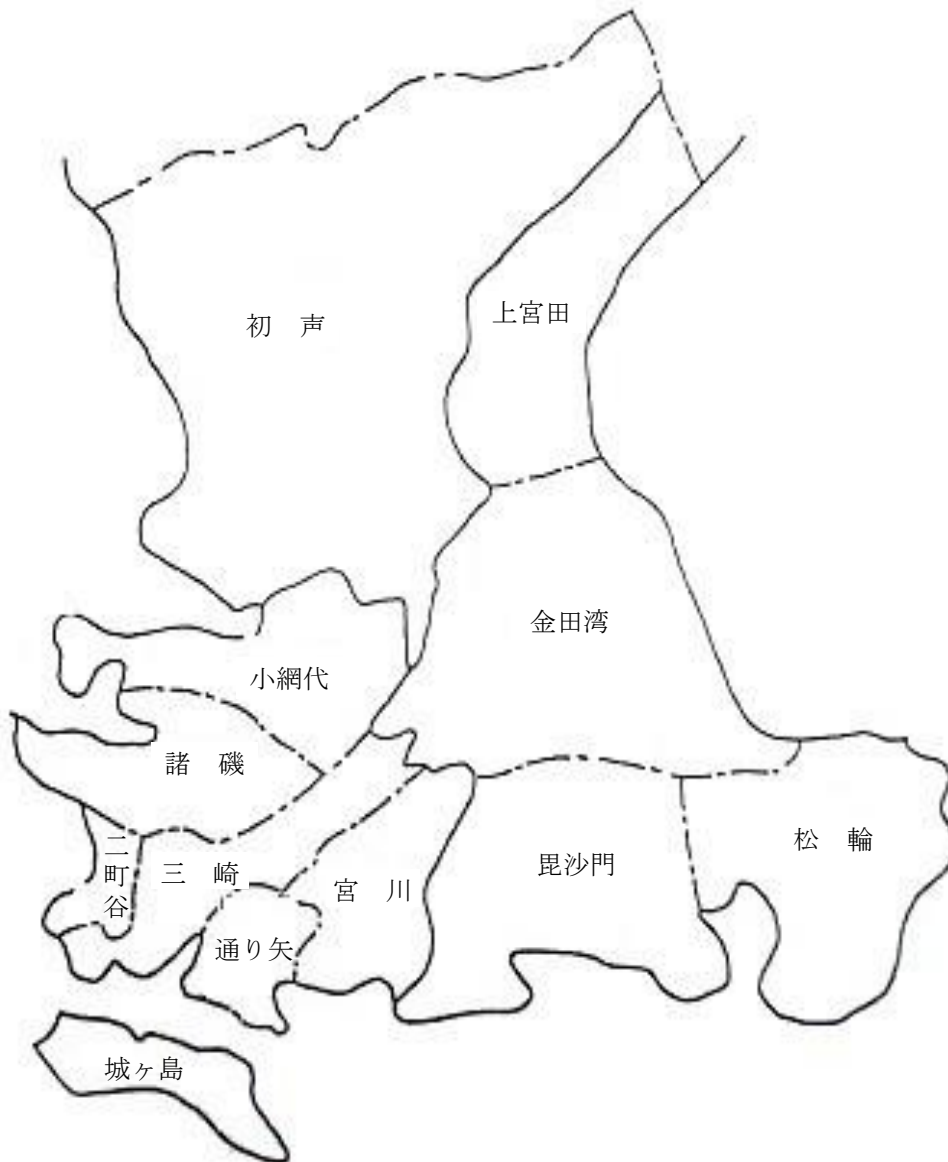 初　声
上宮田
金田湾
小網代
諸　磯
二町谷
三　崎
宮　川
毘沙門
松　輪
通り矢
城ヶ島